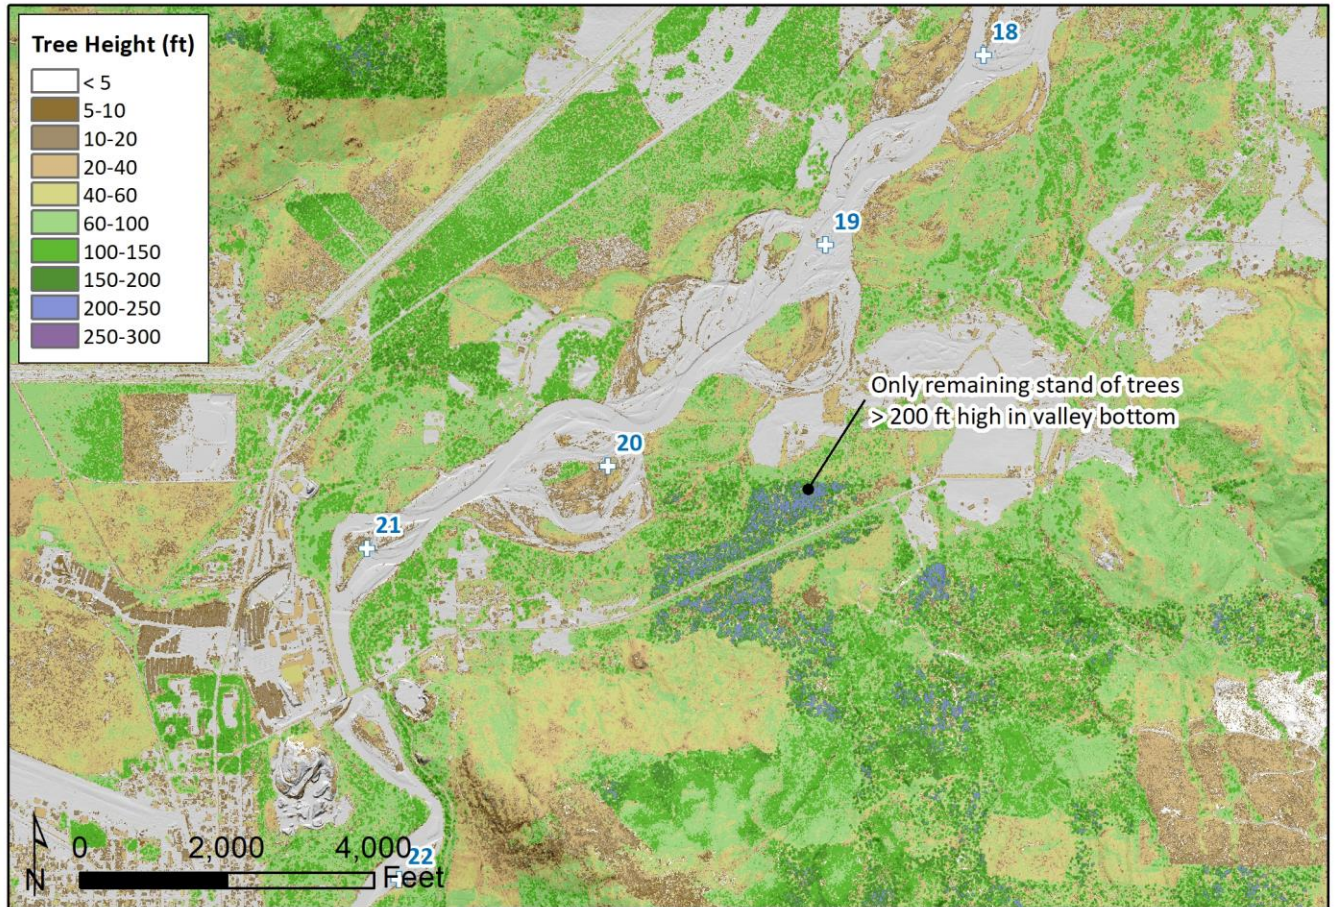 Tree Height (ft)
< 5
5-10
10-20
20-40
40-60
60-100
100-150
150-200
200-250
250-300
18
19
Only remaining stand of trees
> 200 ft high in valley bottom
20
21
22
0 2,000 4,000
Feet
N